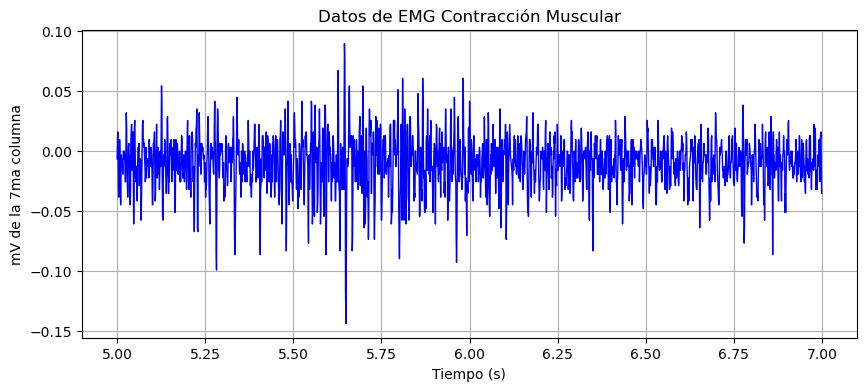 Datos de EMG Contracción Muscular
0.10
0.05
0.00
−0.05
−0.10
−0.15
mV de la 7ma columna
5.00 5.25 5.50 5.75 6.00 6.25 6.50 6.75 7.00
Tiempo (s)